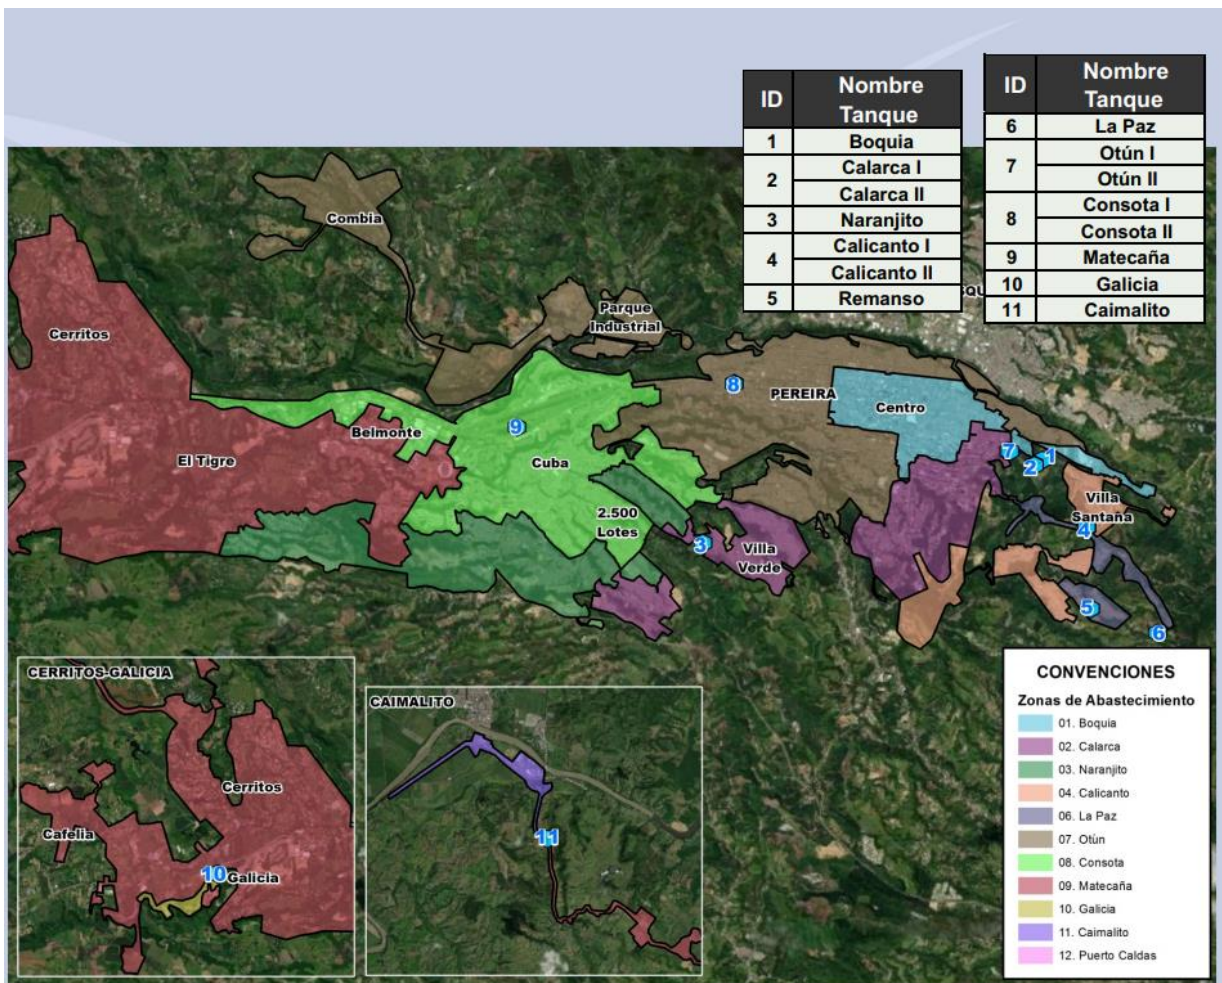 ID Nombre Tanque
1 Boquia
2 Calarca I
Calarca II
3 Naranjito
4 Calicanto I
Calicanto II
5 Remanso
ID Nombre Tanque
6 La Paz
7 Otún I
Otún II
8 Consota I
Consota II
9 Matecaña
10 Galicia
11 Caimalito
Combia
Cerritos
Parque
Industrial
8
PEREIRA
Centro
Belmonte
9
El Tigre
Cuba
7
2
1
2.500
Lotes
Villa
Santaña
4
3
Villa
Verde
5
6
CERRITOS-GALICIA
Cerritos
Cafelia
10
Galicia
CAIMALITO
11
CONVENCIONES
Zonas de Abastecimiento
01. Boquia
02. Calarca
03. Naranjito
04. Calicanto
06. La Paz
07. Otún
08. Consota
09. Matecaña
10. Galicia
11. Caimalito
12. Puerto Caldas